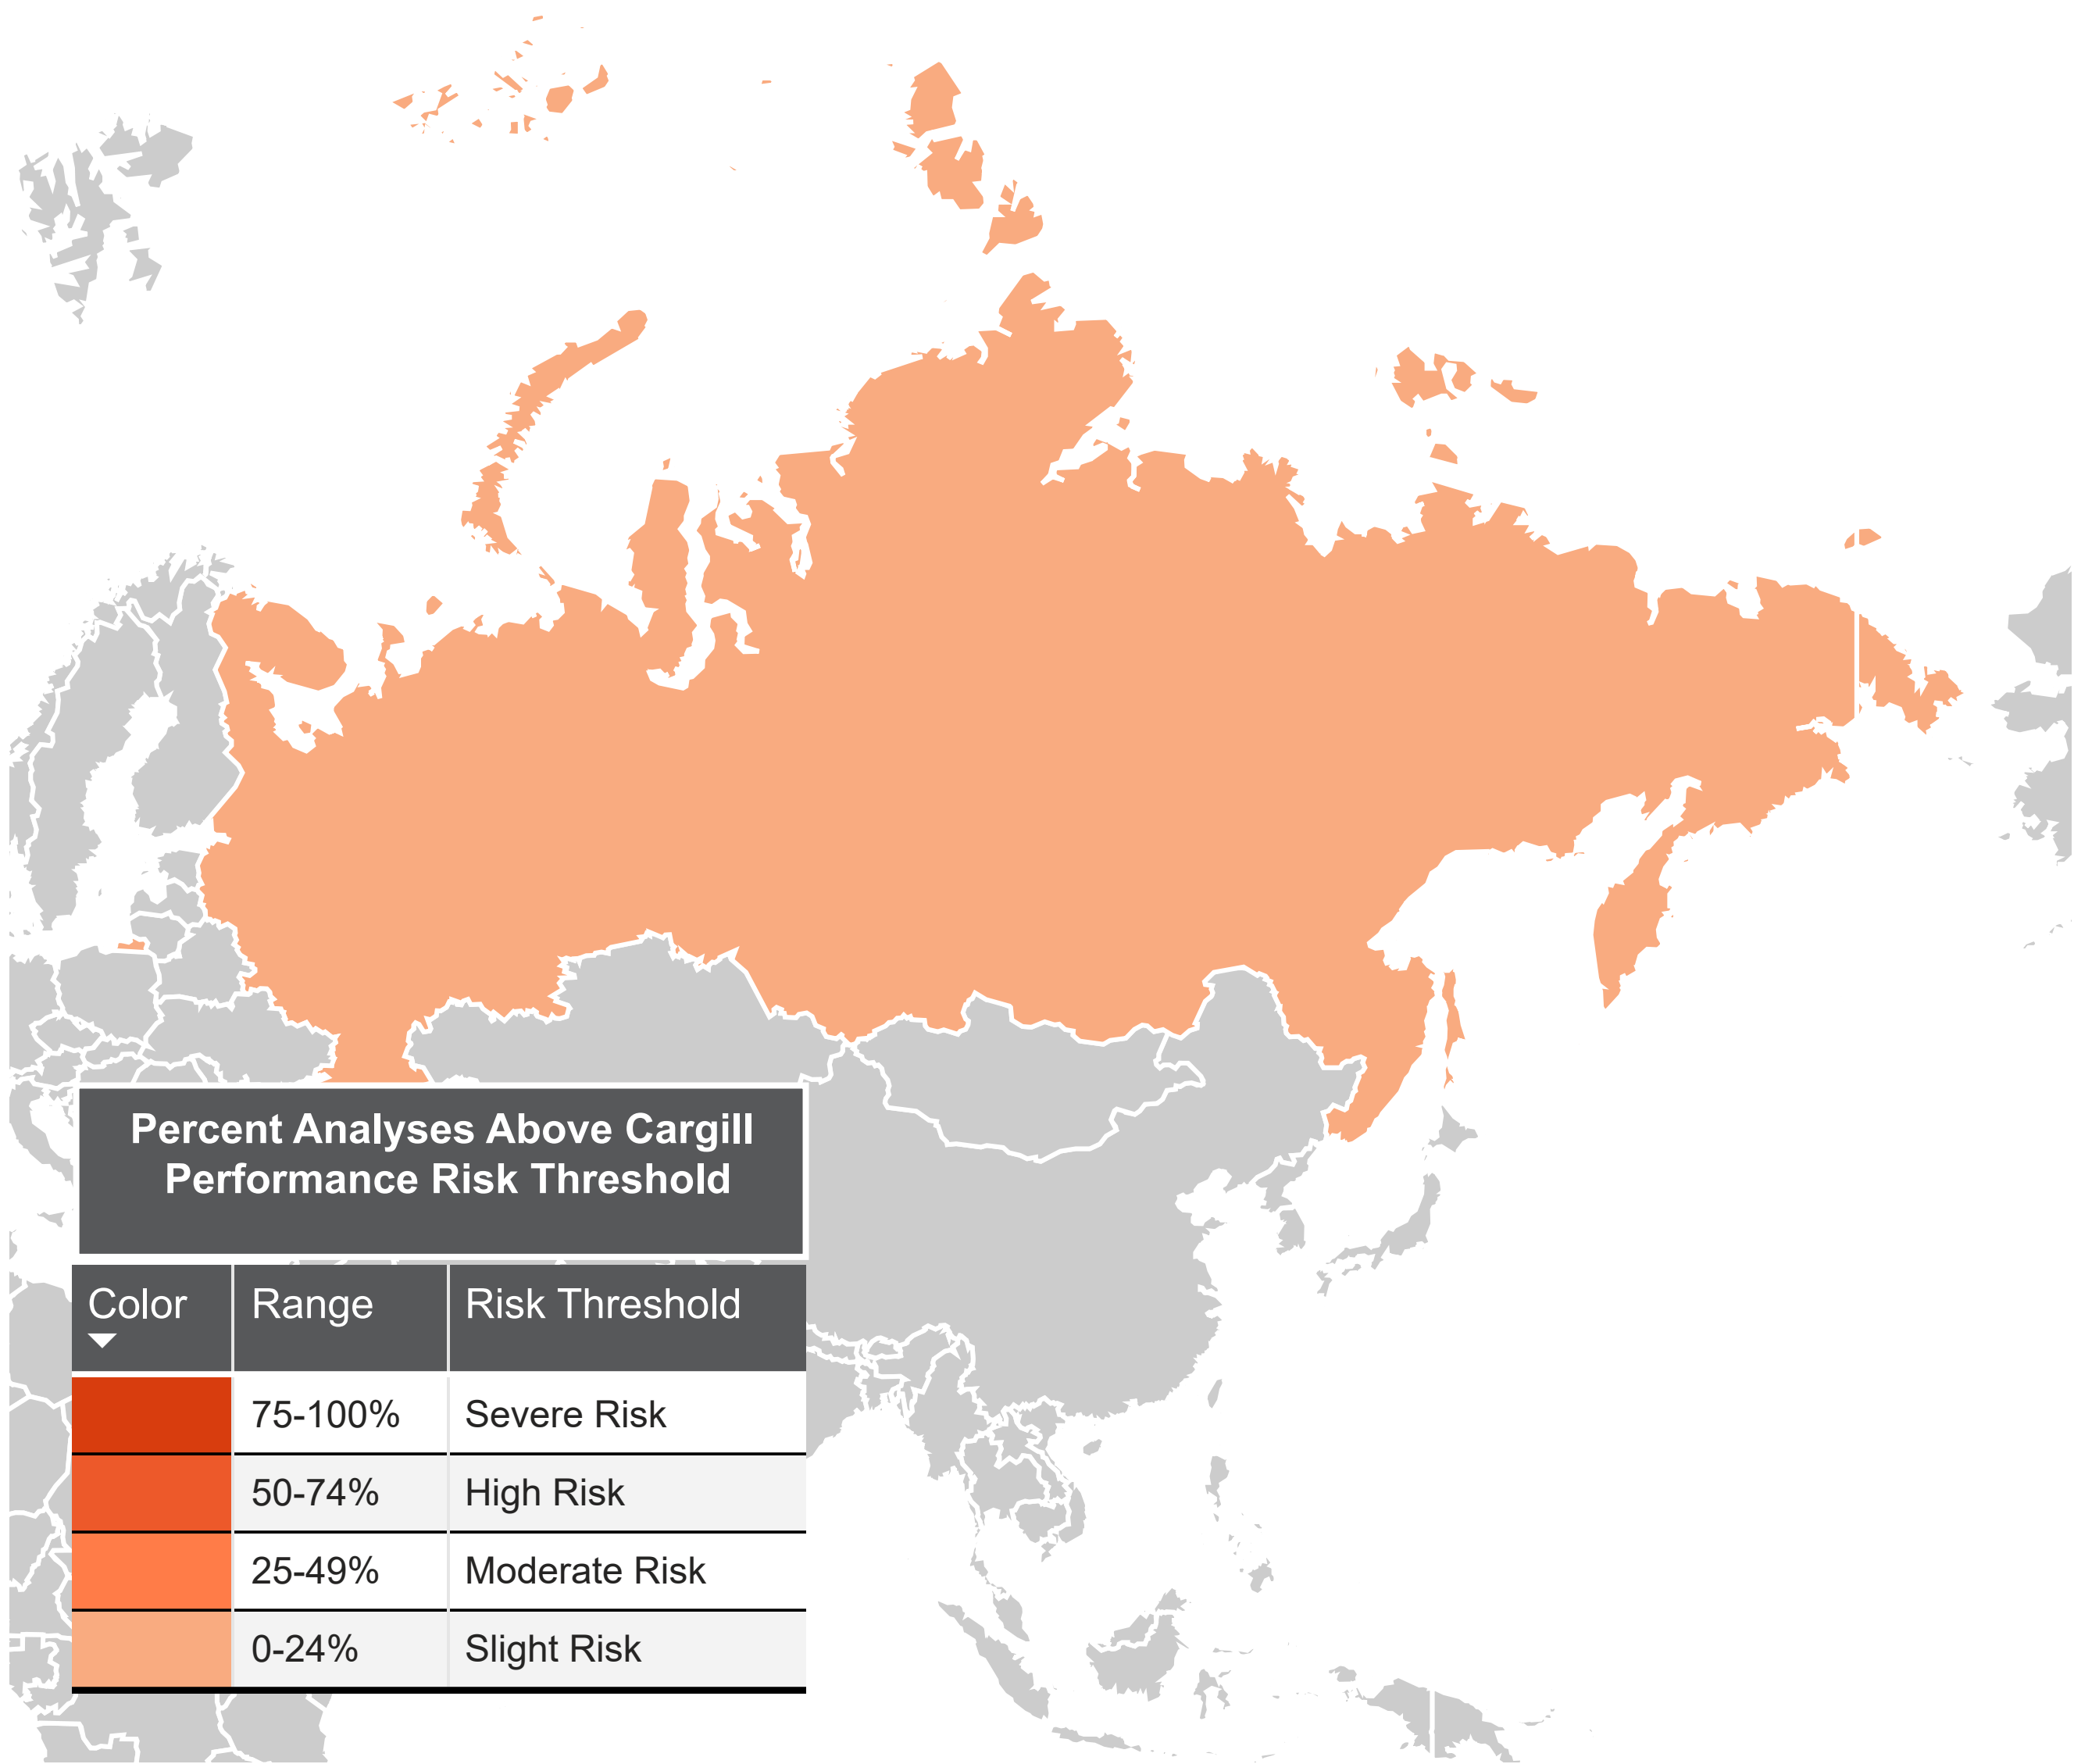 Percent Analyses Above Cargill
Performance Risk Threshold
Color Range Risk Threshold
75-100% Severe Risk
50-74% High Risk
25-49% Moderate Risk
0-24% Slight Risk